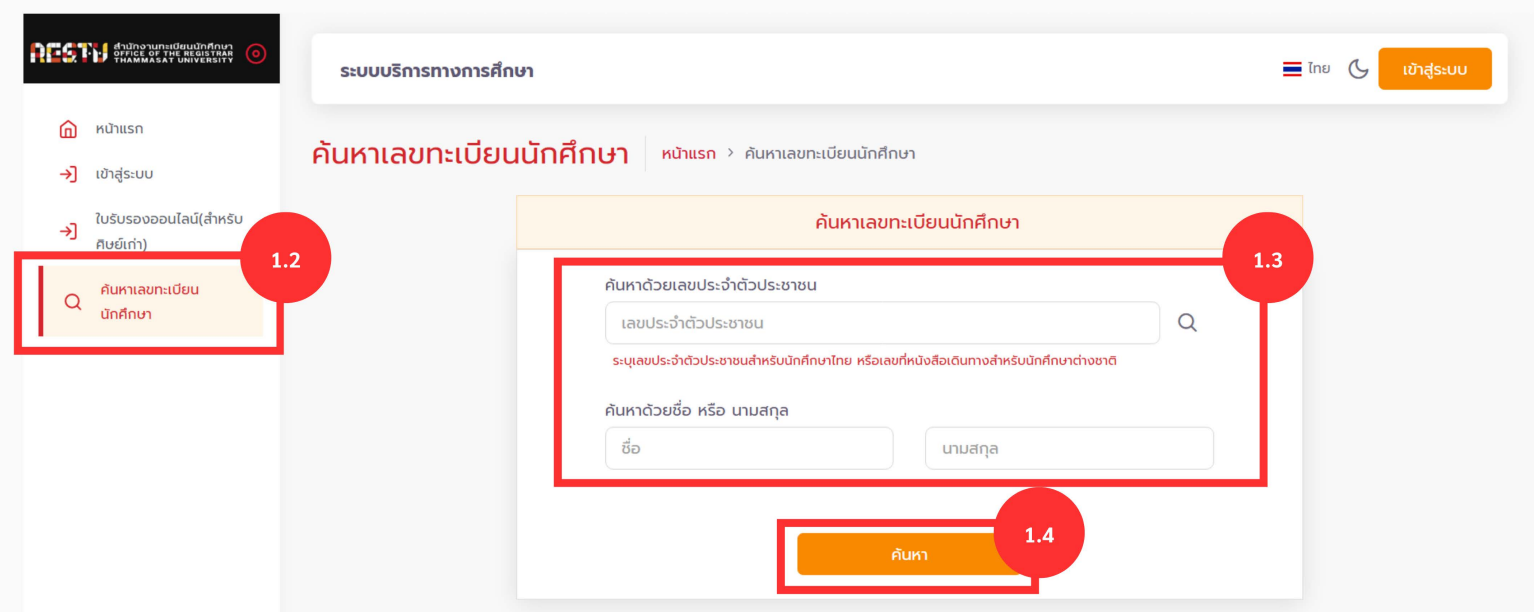 RESTU
สำนักงานทะเบียนนักศึกษา
OFFICE OF THE REGISTRAR
THAMMASAT UNIVERSITY
ระบบบริการทางการศึกษา
ไทย
เข้าสู่ระบบ
หน้าแรก
เข้าสู่ระบบ
ใบรับรองออนไลน์(สำหรับ
ศิษย์เก่า)
1.2
ค้นหาเลขทะเบียน
นักศึกษา
ค้นหาเลขทะเบียนนักศึกษา
หน้าแรก > ค้นหาเลขทะเบียนนักศึกษา
ค้นหาเลขทะเบียนนักศึกษา
1.3
ค้นหาด้วยเลขประจำตัวประชาชน
เลขประจำตัวประชาชน
ระบุเลขประจำตัวประชาชนสำหรับนักศึกษาไทย หรือเลขที่หนังสือเดินทางสำหรับนักศึกษาต่างชาติ
ค้นหาด้วยชื่อ หรือ นามสกุล
ชื่อ นามสกุล
1.4
ค้นหา